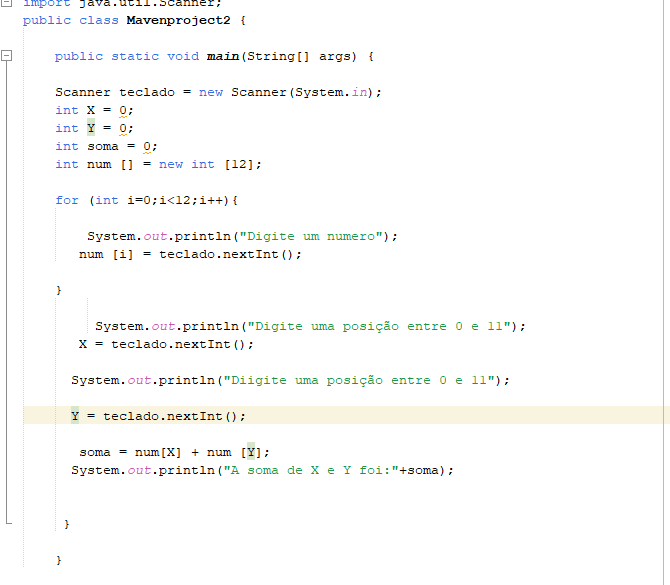 import java.util.Scanner;
public class Mavenproject2 {
public static void main(String[] args) {
Scanner teclado = new Scanner(System.in);
int X = 0;
int Y = 0;
int soma = 0;
int num [] = new int [12];
for (int i=0;i<12;i++){
System.out.println("Digite um numero");
num [i] = teclado.nextInt();
}
System.out.println("Digite uma posição entre 0 e 11");
X = teclado.nextInt();
System.out.println("Diigite uma posição entre 0 e 11");
Y = teclado.nextInt();
soma = num[X] + num [Y];
System.out.println("A soma de X e Y foi:"+soma);
}
}